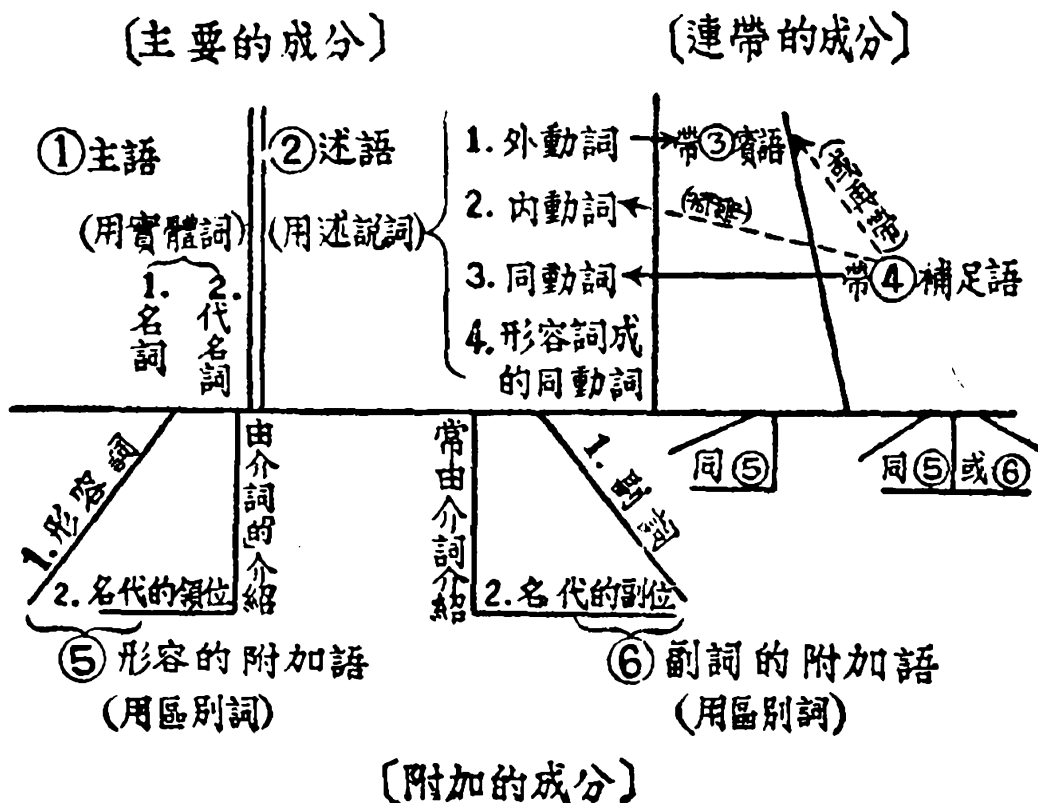 〔主要的成分〕
〔連帶的成分〕
①主語
(用實體詞)
1.名詞
2.代名詞
②述語
(用述說詞)
1.外動詞
2.內動詞
3.同動詞
4.形容詞成的同動詞
帶③賓語
(或再帶)
帶④補足語
1.形容詞
2.名代的領位
由介詞「的」介紹
⑤形容的附加語
(用區別詞)
常由介詞介紹
1.副詞
2.名代的副位
⑥副詞的附加語
(用區別詞)
同⑤
同⑤或⑥
〔附加的成分〕